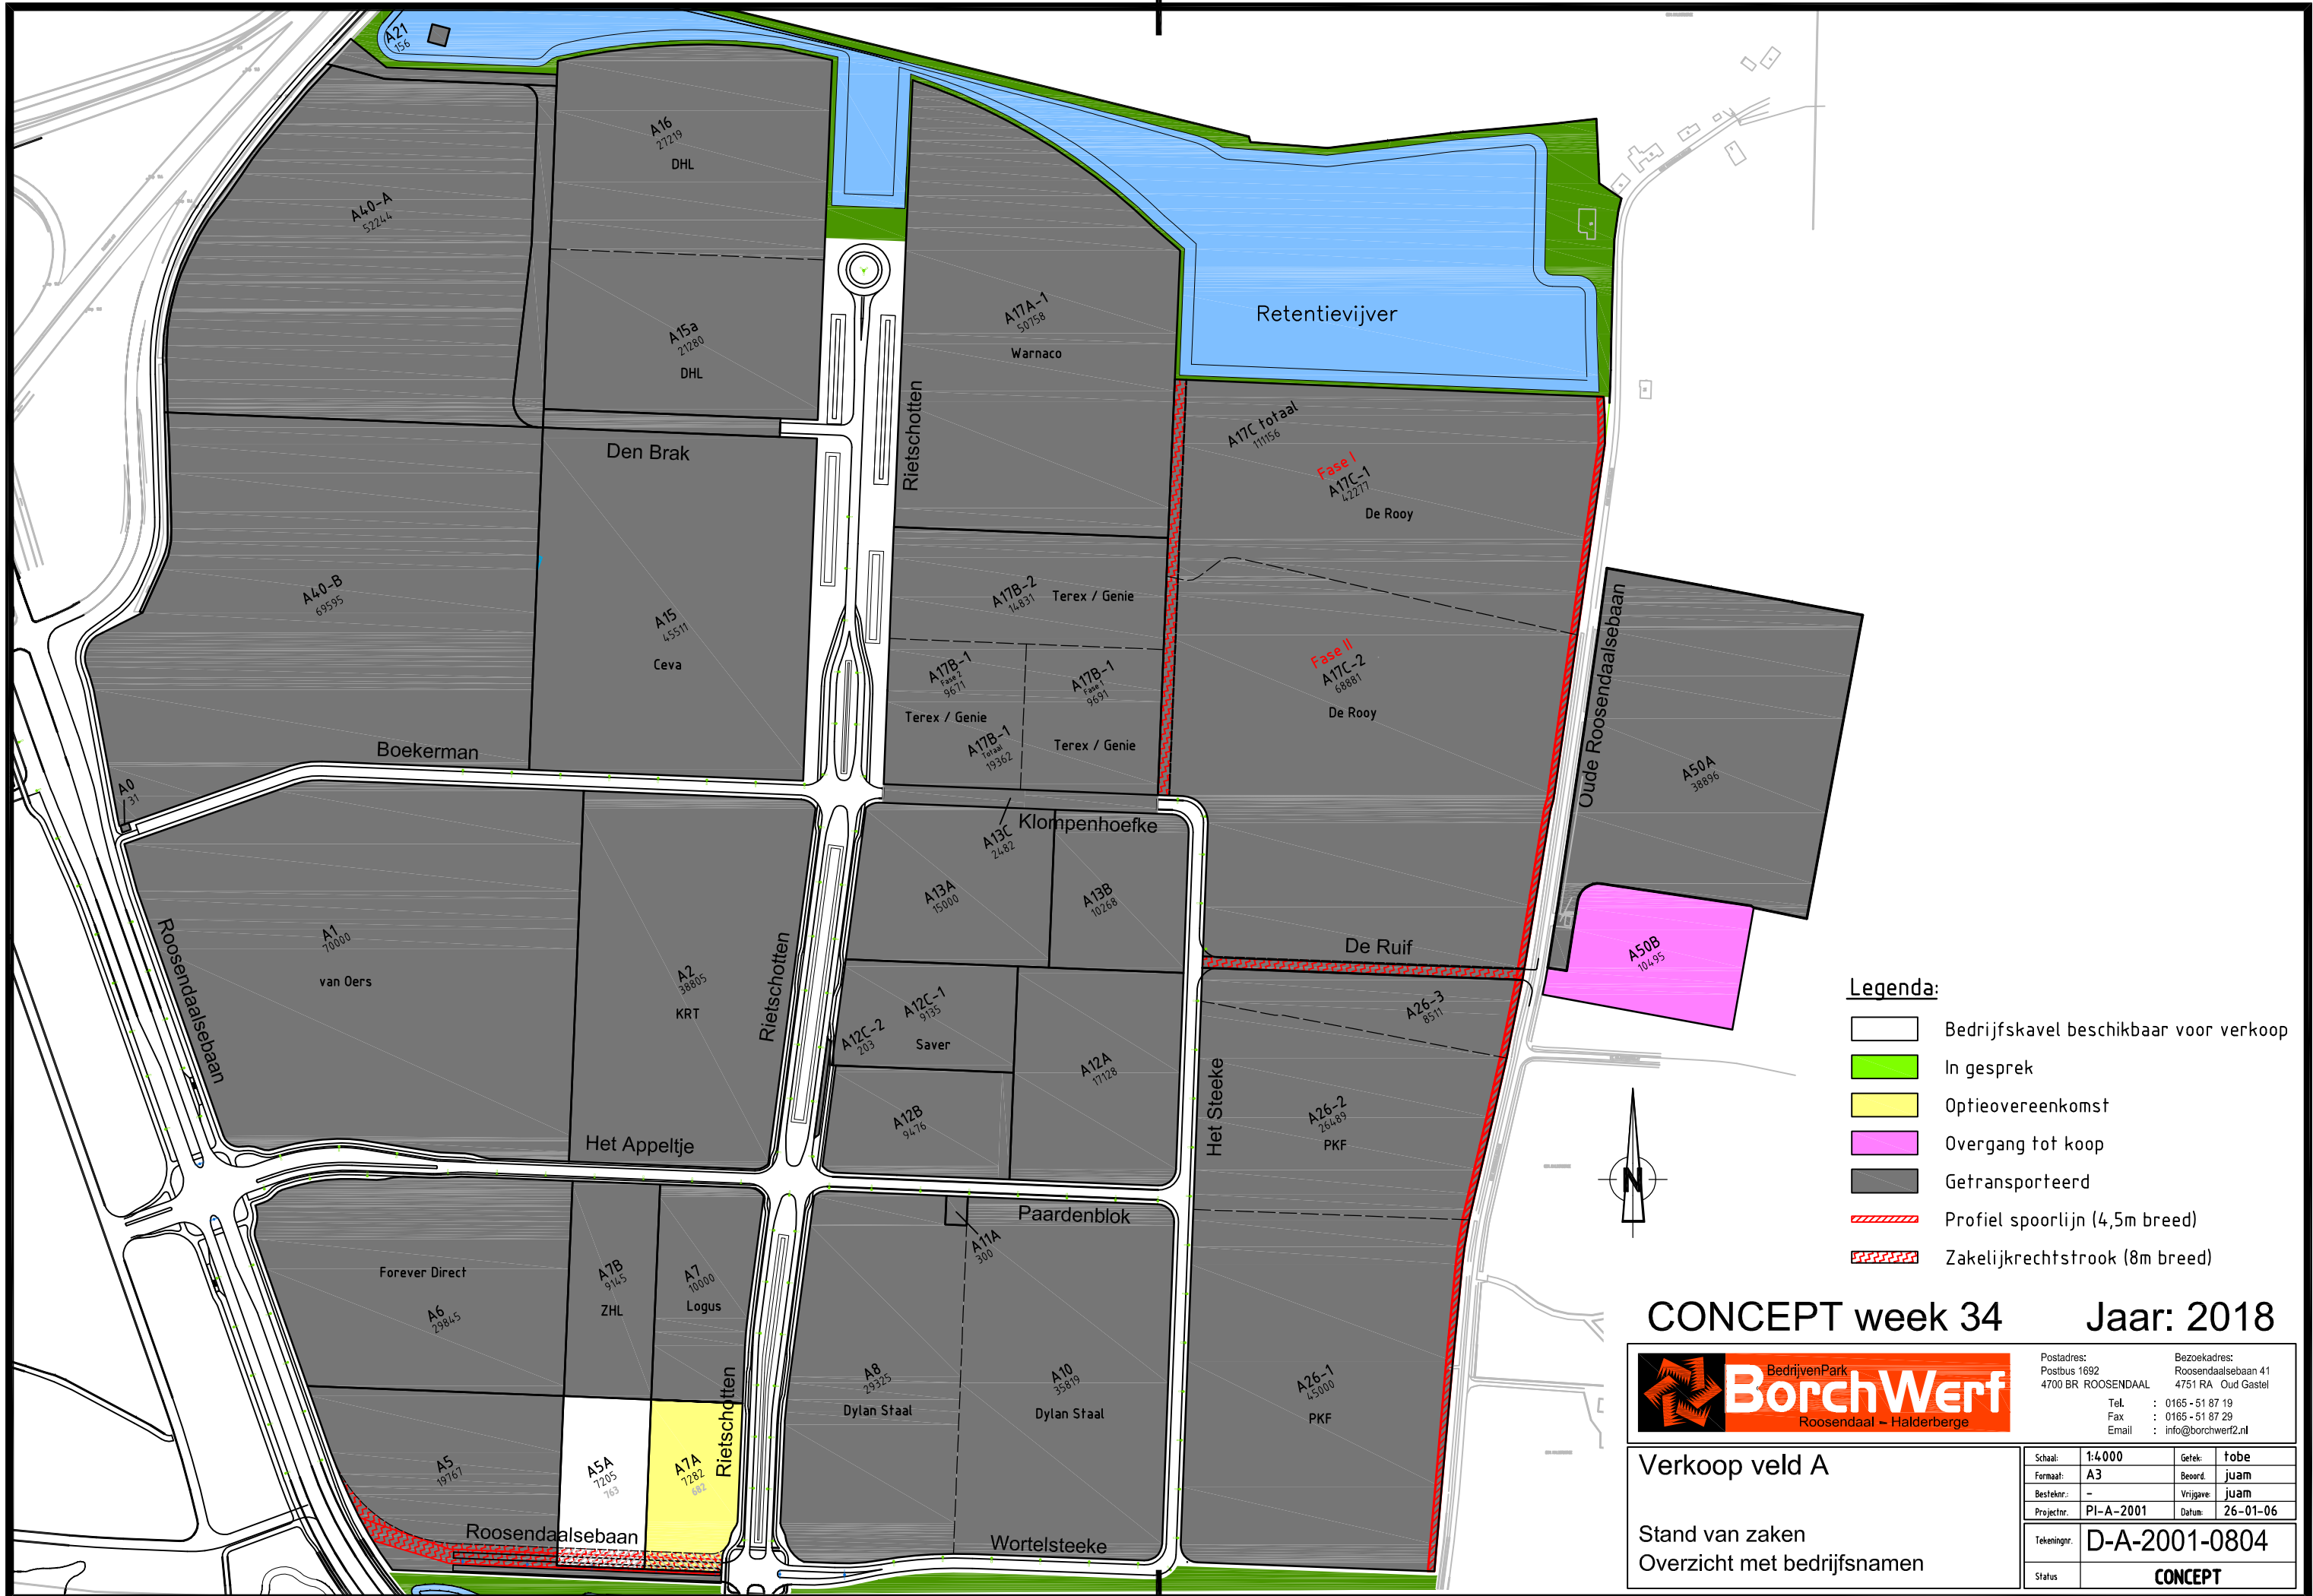 A21
156
A16
27219
DHL
A40-A
52244
A15a
21280
DHL
A17A-1
50758
Warnaco
Retentievijver
Rietschotten
Den Brak
A17C totaal
111156
Fase I
A17C-1
42277
De Rooy
A40-B
69595
A15
45511
Ceva
A17B-2
14831
Terex / Genie
A17B-1
Fase 2
9671
Terex / Genie
A17B-1
Fase 1
9691
Terex / Genie
A17B-1
Totaal
19362
Fase II
A17C-2
68881
De Rooy
Oude Roosendaalsebaan
A50A
38896
Boekerman
A0
31
Klompenhoefke
A13C
2482
A13A
15000
A13B
10268
A1
70000
van Oers
Roosendaalsebaan
A2
38805
KRT
Rietschotten
De Ruif
A50B
10495
A12C-1
9135
Saver
A12C-2
203
A12A
17128
A12B
9476
A26-3
8511
A26-2
26489
PKF
Het Steeke
Het Appeltje
Paardenblok
A11A
300
Forever Direct
A6
29845
A7B
9145
ZHL
A7
10000
Logus
Rietschotten
A8
29325
Dylan Staal
A10
35819
Dylan Staal
A26-1
45000
PKF
A5
19767
A5A
7205
763
A7A
7282
682
Roosendaalsebaan
Wortelsteeke
Legenda:
Bedrijfskavel beschikbaar voor verkoop
In gesprek
Optieovereenkomst
Overgang tot koop
Getransporteerd
Profiel spoorlijn (4,5m breed)
Zakelijkrechtstrook (8m breed)
N
CONCEPT week 34 Jaar: 2018
BedrijvenPark
BorchWerf
Roosendaal - Halderberge
Postadres:
Postbus 1692
4700 BR ROOSENDAAL
Bezoekadres:
Roosendaalsebaan 41
4751 RA Oud Gastel
Tel. : 0165 - 51 87 19
Fax : 0165 - 51 87 29
Email : info@borchwerf2.nl
Verkoop veld A
Stand van zaken
Overzicht met bedrijfsnamen
Schaal: 1:4000 Getek: tobe
Formaat: A3 Beoord. juam
Besteknr.: - Vrijgave: juam
Projectnr. PI-A-2001 Datum: 26-01-06
Tekeningnr. D-A-2001-0804
Status CONCEPT